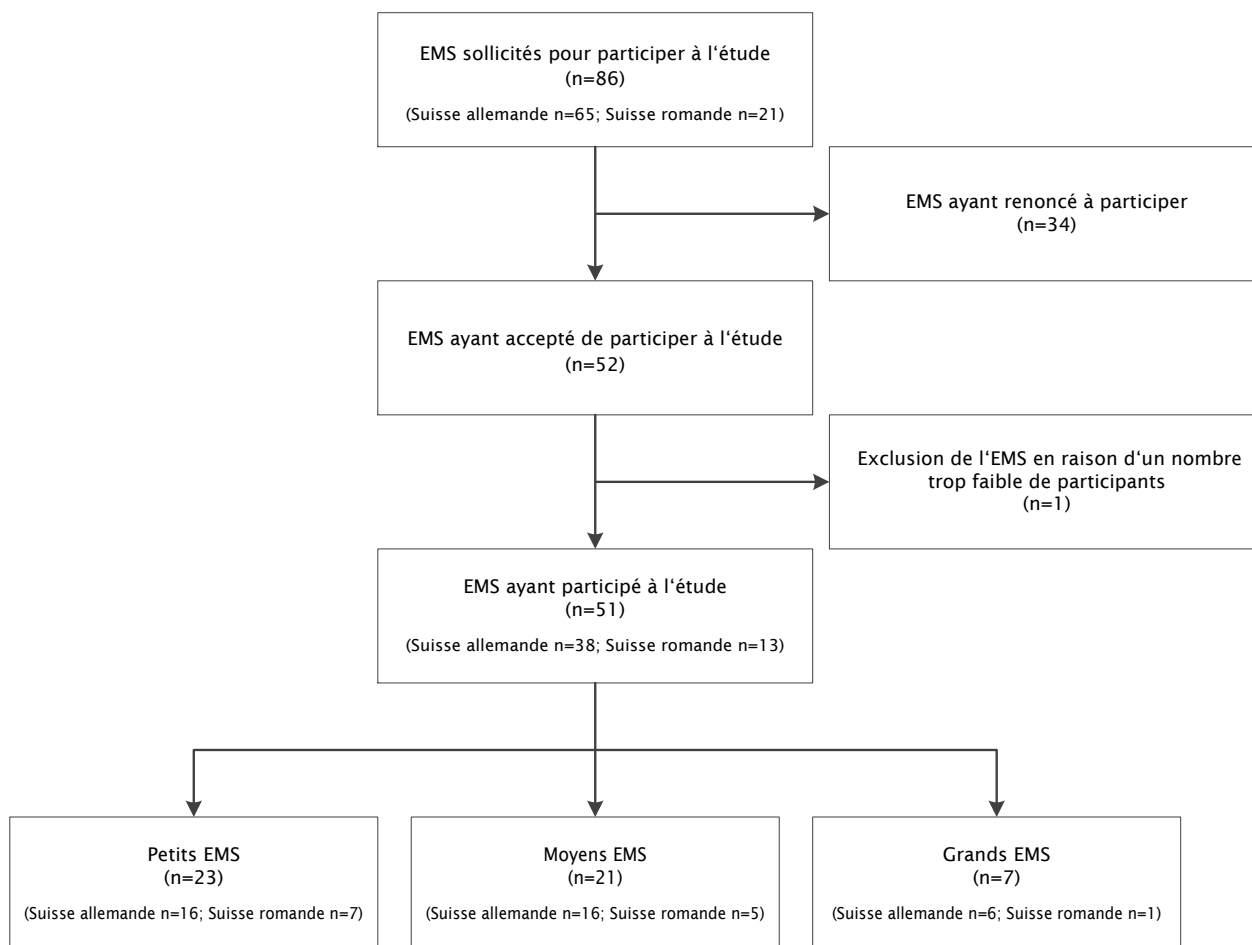 EMS sollicités pour participer à l‘étude
(n=86)
(Suisse allemande n=65; Suisse romande n=21)
EMS ayant renoncé à participer
(n=34)
EMS ayant accepté de participer à l‘étude
(n=52)
Exclusion de l‘EMS en raison d‘un nombre
trop faible de participants
(n=1)
EMS ayant participé à l‘étude
(n=51)
(Suisse allemande n=38; Suisse romande n=13)
Petits EMS
(n=23)
(Suisse allemande n=16; Suisse romande n=7)
Moyens EMS
(n=21)
(Suisse allemande n=16; Suisse romande n=5)
Grands EMS
(n=7)
(Suisse allemande n=6; Suisse romande n=1)